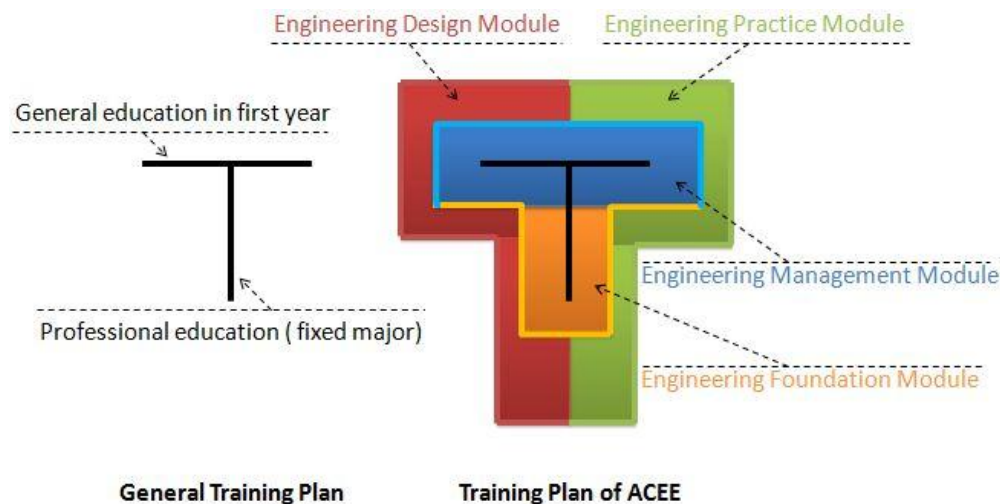 Engineering Design Module
Engineering Practice Module
General education in first year
Engineering Management Module
Professional education ( fixed major)
Engineering Foundation Module
General Training Plan
Training Plan of ACEE